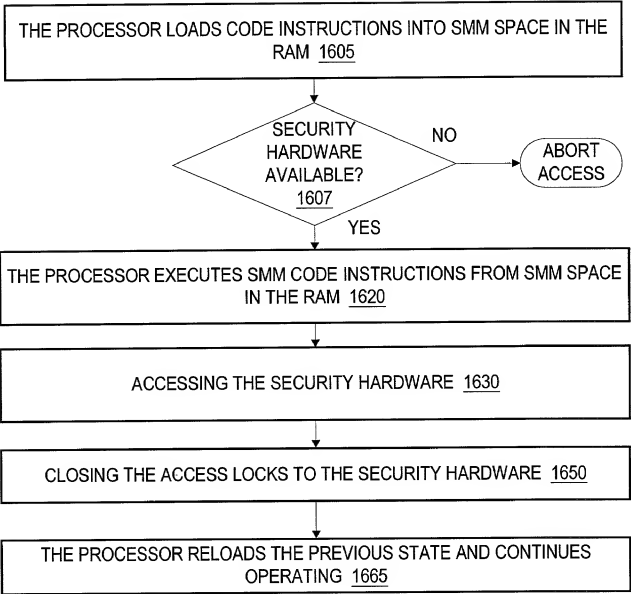 THE PROCESSOR LOADS CODE INSTRUCTIONS INTO SMM SPACE IN THE
RAM 1605
SECURITY
HARDWARE
AVAILABLE?
1607
NO
ABORT
ACCESS
YES
THE PROCESSOR EXECUTES SMM CODE INSTRUCTIONS FROM SMM SPACE
IN THE RAM 1620
ACCESSING THE SECURITY HARDWARE 1630
CLOSING THE ACCESS LOCKS TO THE SECURITY HARDWARE 1650
THE PROCESSOR RELOADS THE PREVIOUS STATE AND CONTINUES
OPERATING 1665